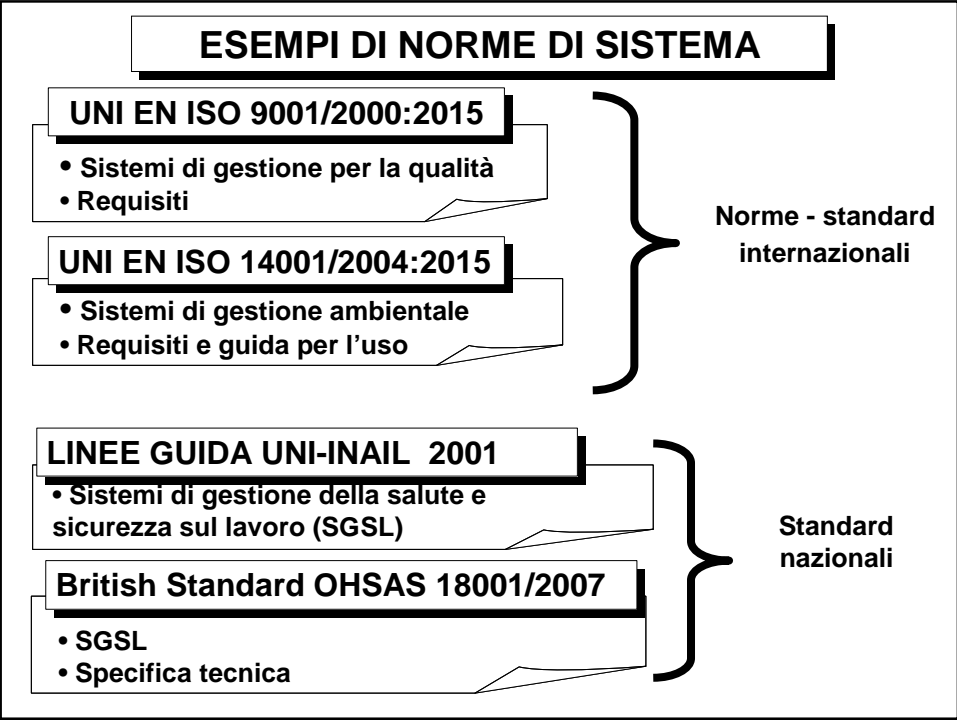 ESEMPI DI NORME DI SISTEMA
UNI EN ISO 9001/2000:2015
• Sistemi di gestione per la qualità
• Requisiti
UNI EN ISO 14001/2004:2015
• Sistemi di gestione ambientale
• Requisiti e guida per l’uso
Norme - standard
internazionali
LINEE GUIDA UNI-INAIL 2001
• Sistemi di gestione della salute e
sicurezza sul lavoro (SGSL)
British Standard OHSAS 18001/2007
• SGSL
• Specifica tecnica
Standard
nazionali